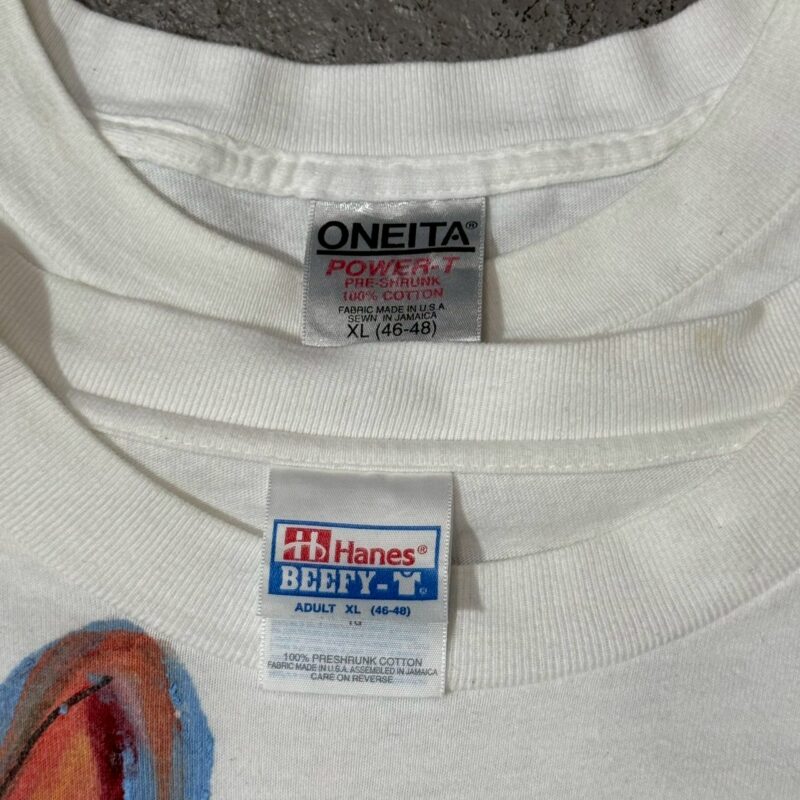 ONEITA®
POWER-T
PRE-SHRUNK
100% COTTON
FABRIC MADE IN U.S.A
SEWN IN JAMAICA
XL (46-48)
Hanes®
BEEFY-T®
ADULT XL (46-48)
100% PRESHRUNK COTTON
FABRIC MADE IN U.S.A. ASSEMBLED IN JAMAICA
CARE ON REVERSE